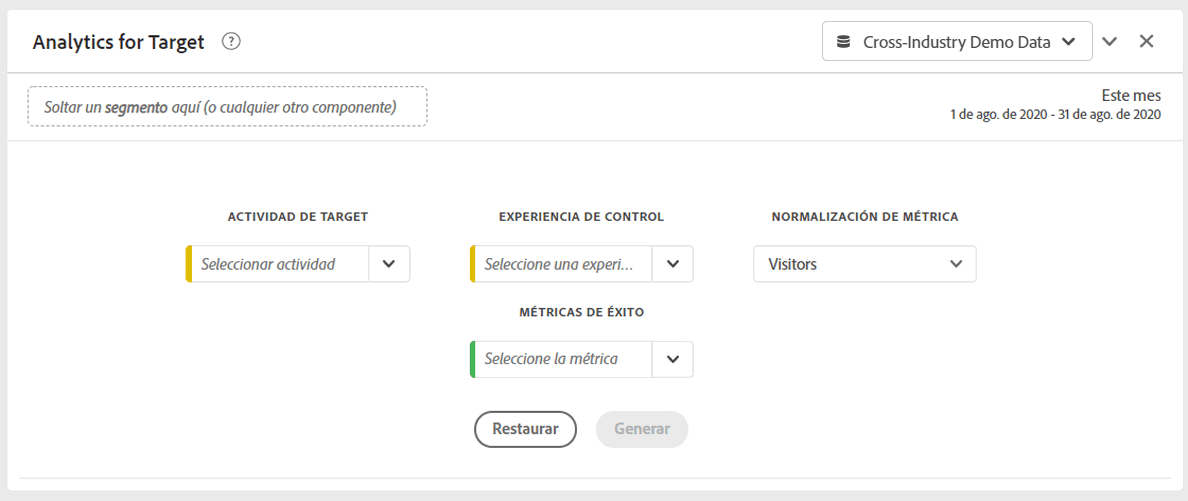 Analytics for Target ?
Cross-Industry Demo Data
Soltar un segmento aquí (o cualquier otro componente)
Este mes
1 de ago. de 2020 - 31 de ago. de 2020
ACTIVIDAD DE TARGET
EXPERIENCIA DE CONTROL
NORMALIZACIÓN DE MÉTRICA
Seleccionar actividad
Seleccione una experi...
Visitors
MÉTRICAS DE ÉXITO
Seleccione la métrica
Restaurar
Generar